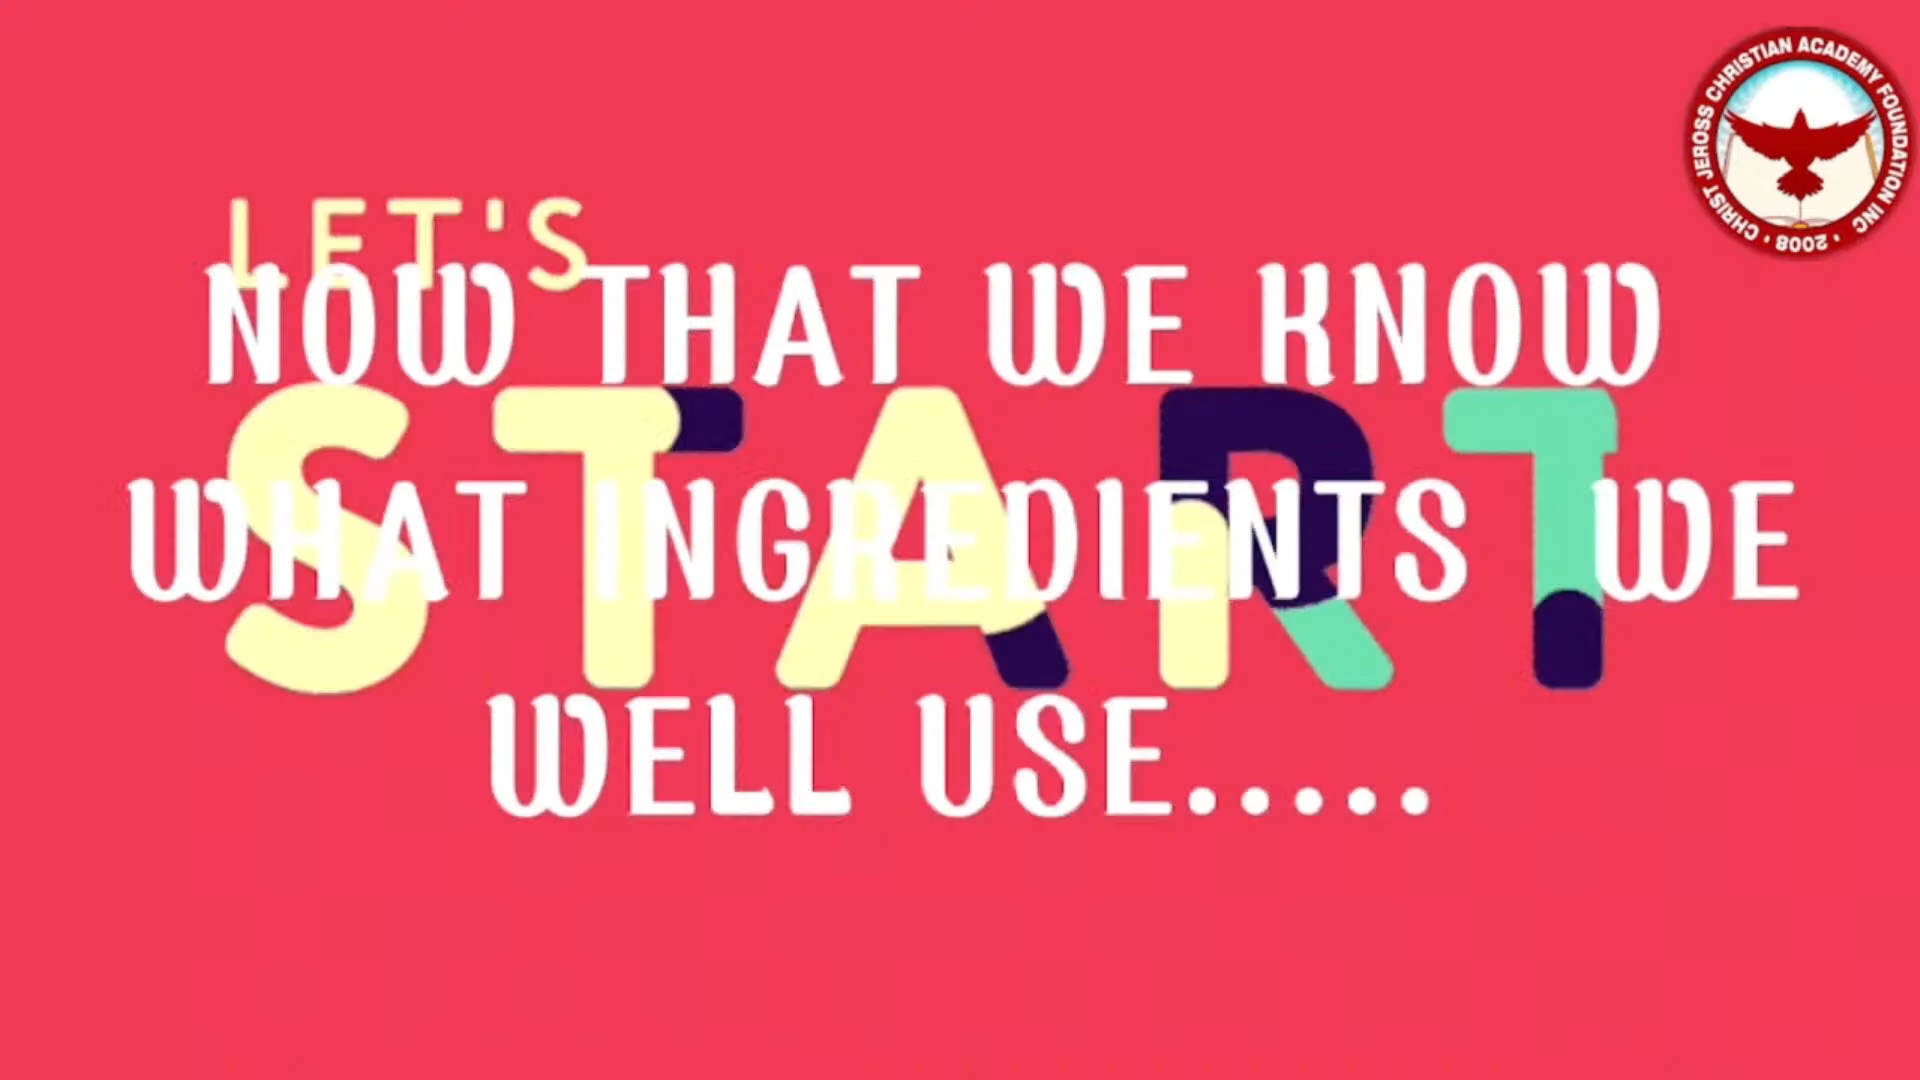 CHRIST JEROSS CHRISTIAN ACADEMY FOUNDATION INC
• 2008 •
LET'S
NOW THAT WE KNOW
START
WHAT INGREDIENTS WE
WELL USE.....